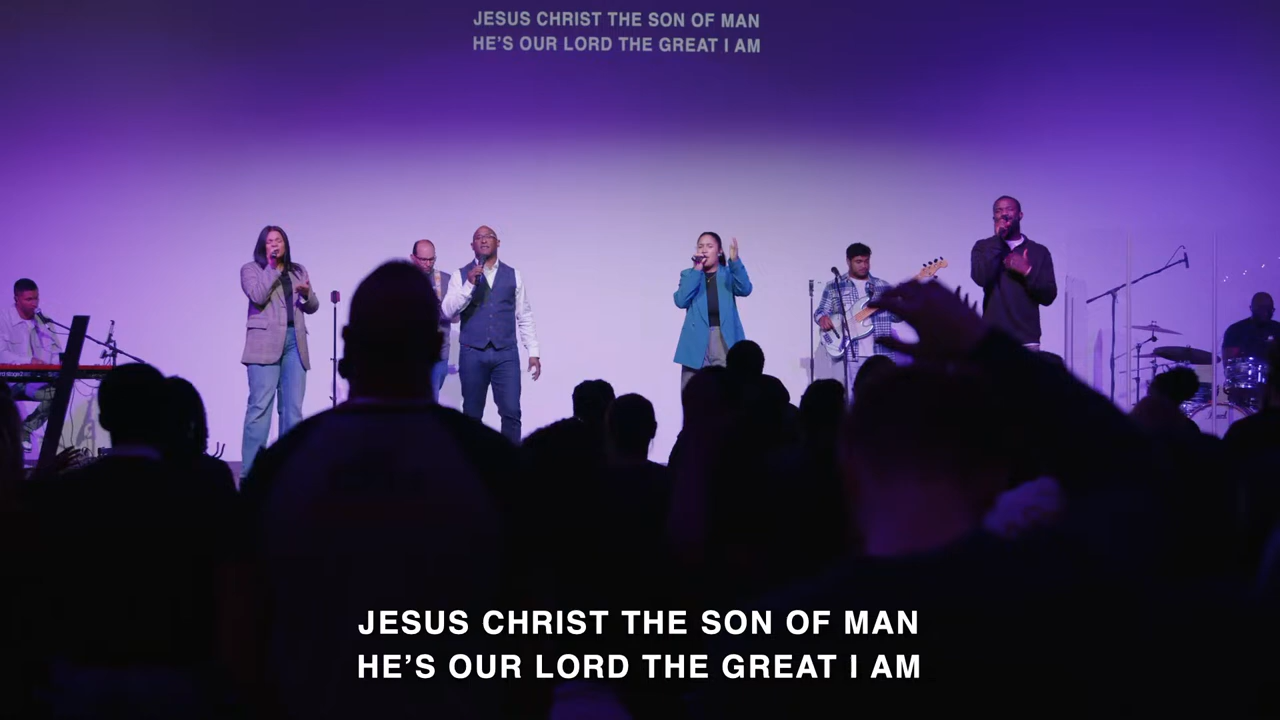 JESUS CHRIST THE SON OF MAN
HE'S OUR LORD THE GREAT I AM
JESUS CHRIST THE SON OF MAN
HE'S OUR LORD THE GREAT I AM